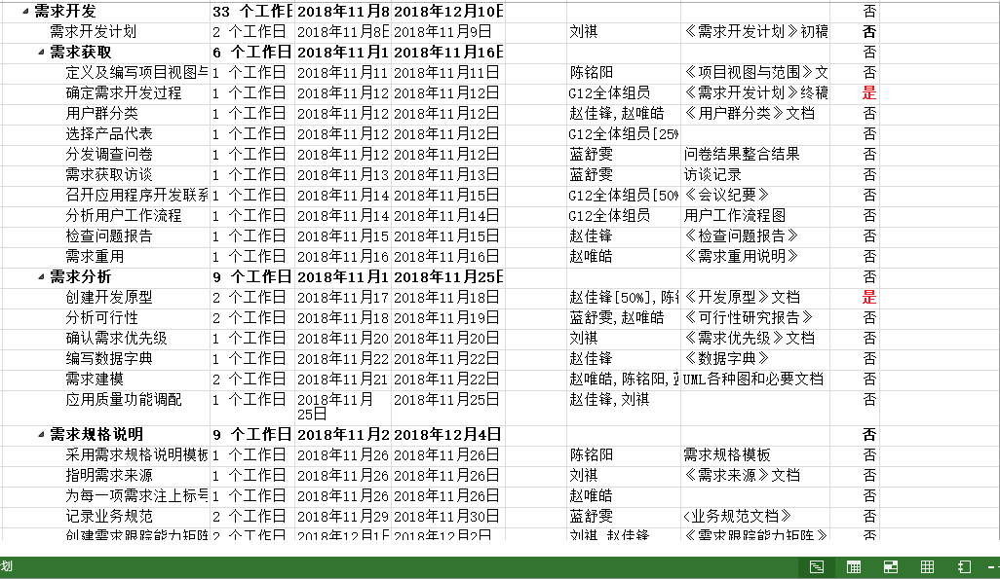 需求开发 33 个工作日 2018年11月8 2018年12月10日 否
需求开发计划 2 个工作日 2018年11月8日 2018年11月9日 刘祺 《需求开发计划》初稿 否
需求获取 6 个工作日 2018年11月1 2018年11月16日 否
定义及编写项目视图与 1 个工作日 2018年11月11 2018年11月11日 陈铭阳 《项目视图与范围》文 否
确定需求开发过程 1 个工作日 2018年11月12 2018年11月12日 G12全体组员 《需求开发计划》终稿 是
用户群分类 1 个工作日 2018年11月12 2018年11月12日 赵佳锋,赵唯皓 《用户群分类》文档 否
选择产品代表 1 个工作日 2018年11月12 2018年11月12日 G12全体组员[25% 否
分发调查问卷 1 个工作日 2018年11月12 2018年11月12日 蓝舒雯 问卷结果整合结果 否
需求获取访谈 1 个工作日 2018年11月13 2018年11月13日 蓝舒雯 访谈记录 否
召开应用程序开发联系 1 个工作日 2018年11月14 2018年11月15日 G12全体组员[50% 《会议纪要》 否
分析用户工作流程 1 个工作日 2018年11月14 2018年11月14日 G12全体组员 用户工作流程图 否
检查问题报告 1 个工作日 2018年11月15 2018年11月15日 赵佳锋 《检查问题报告》 否
需求重用 1 个工作日 2018年11月16 2018年11月16日 赵唯皓 《需求重用说明》 否
需求分析 9 个工作日 2018年11月1 2018年11月25日 否
创建开发原型 2 个工作日 2018年11月17 2018年11月18日 赵佳锋[50%],陈铭 《开发原型》文档 是
分析可行性 2 个工作日 2018年11月18 2018年11月19日 蓝舒雯,赵唯皓 《可行性研究报告》 否
确认需求优先级 1 个工作日 2018年11月20 2018年11月20日 刘祺 《需求优先级》文档 否
编写数据字典 1 个工作日 2018年11月22 2018年11月22日 赵佳锋 《数据字典》 否
需求建模 2 个工作日 2018年11月21 2018年11月22日 赵唯皓,陈铭阳,蓝 UML各种图和必要文档 否
应用质量功能调配 1 个工作日 2018年11月25日 2018年11月25日 赵佳锋,刘祺 否
需求规格说明 9 个工作日 2018年11月2 2018年12月4日 否
采用需求规格说明模板 1 个工作日 2018年11月26 2018年11月26日 陈铭阳 需求规格模板 否
指明需求来源 1 个工作日 2018年11月26 2018年11月26日 刘祺 《需求来源》文档 否
为每一项需求注上标号 1 个工作日 2018年11月26 2018年11月26日 赵唯皓 否
记录业务规范 2 个工作日 2018年11月29 2018年11月30日 蓝舒雯 <业务规范文档》 否
创建需求跟踪能力矩阵 2 个工作日 2018年12月1日 2018年12月2日 刘祺,赵佳锋 《需求跟踪能力矩阵》 否
划